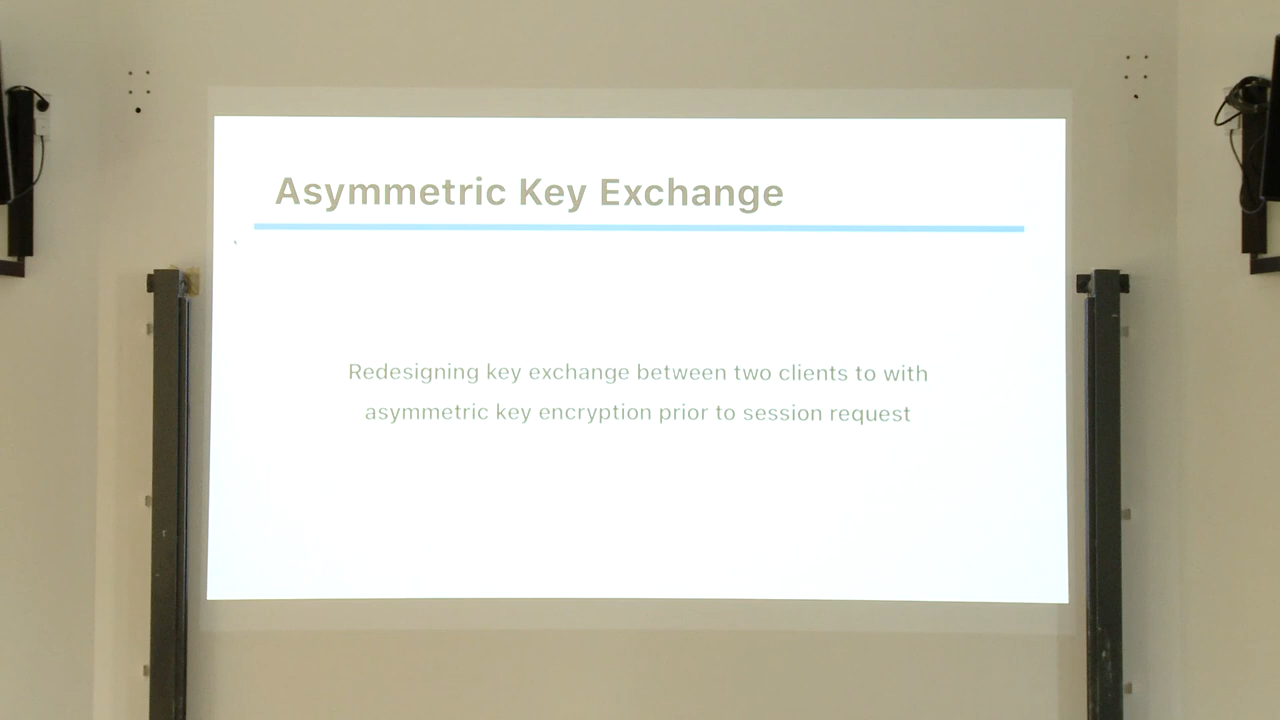 Asymmetric Key Exchange
Redesigning key exchange between two clients to with
asymmetric key encryption prior to session request